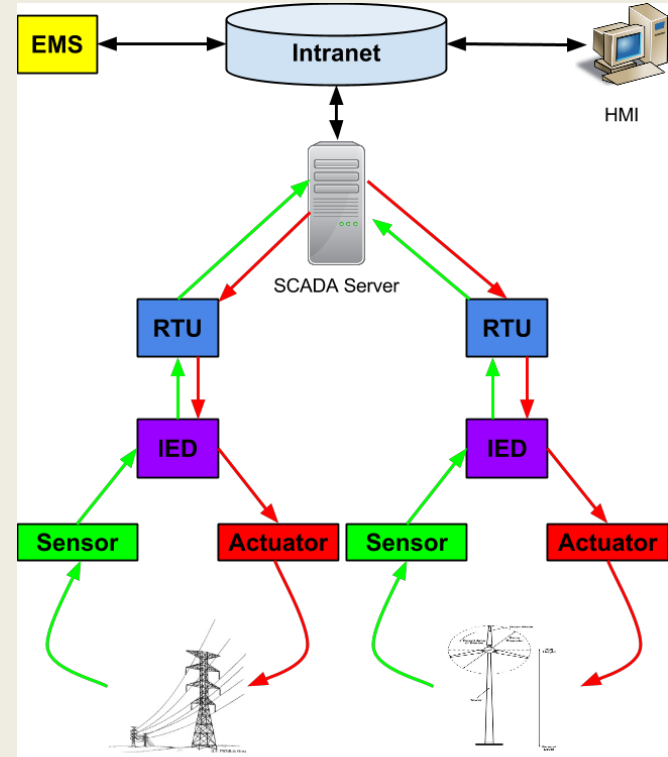 EMS
Intranet
HMI
SCADA Server
RTU
RTU
IED
IED
Sensor
Actuator
Sensor
Actuator